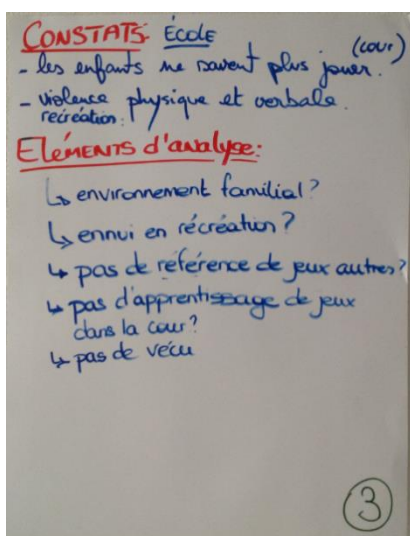 CONSTATS: École
(cour)
- les enfants ne savent plus jouer.
- violence physique et verbale.
recréation:
Eléments d'analyse:
↳ environnement familial?
↳ ennui en récréation?
↳ pas de référence de jeux autres?
↳ pas d'apprentissage de jeux
dans la cour?
↳ pas de vécu
3